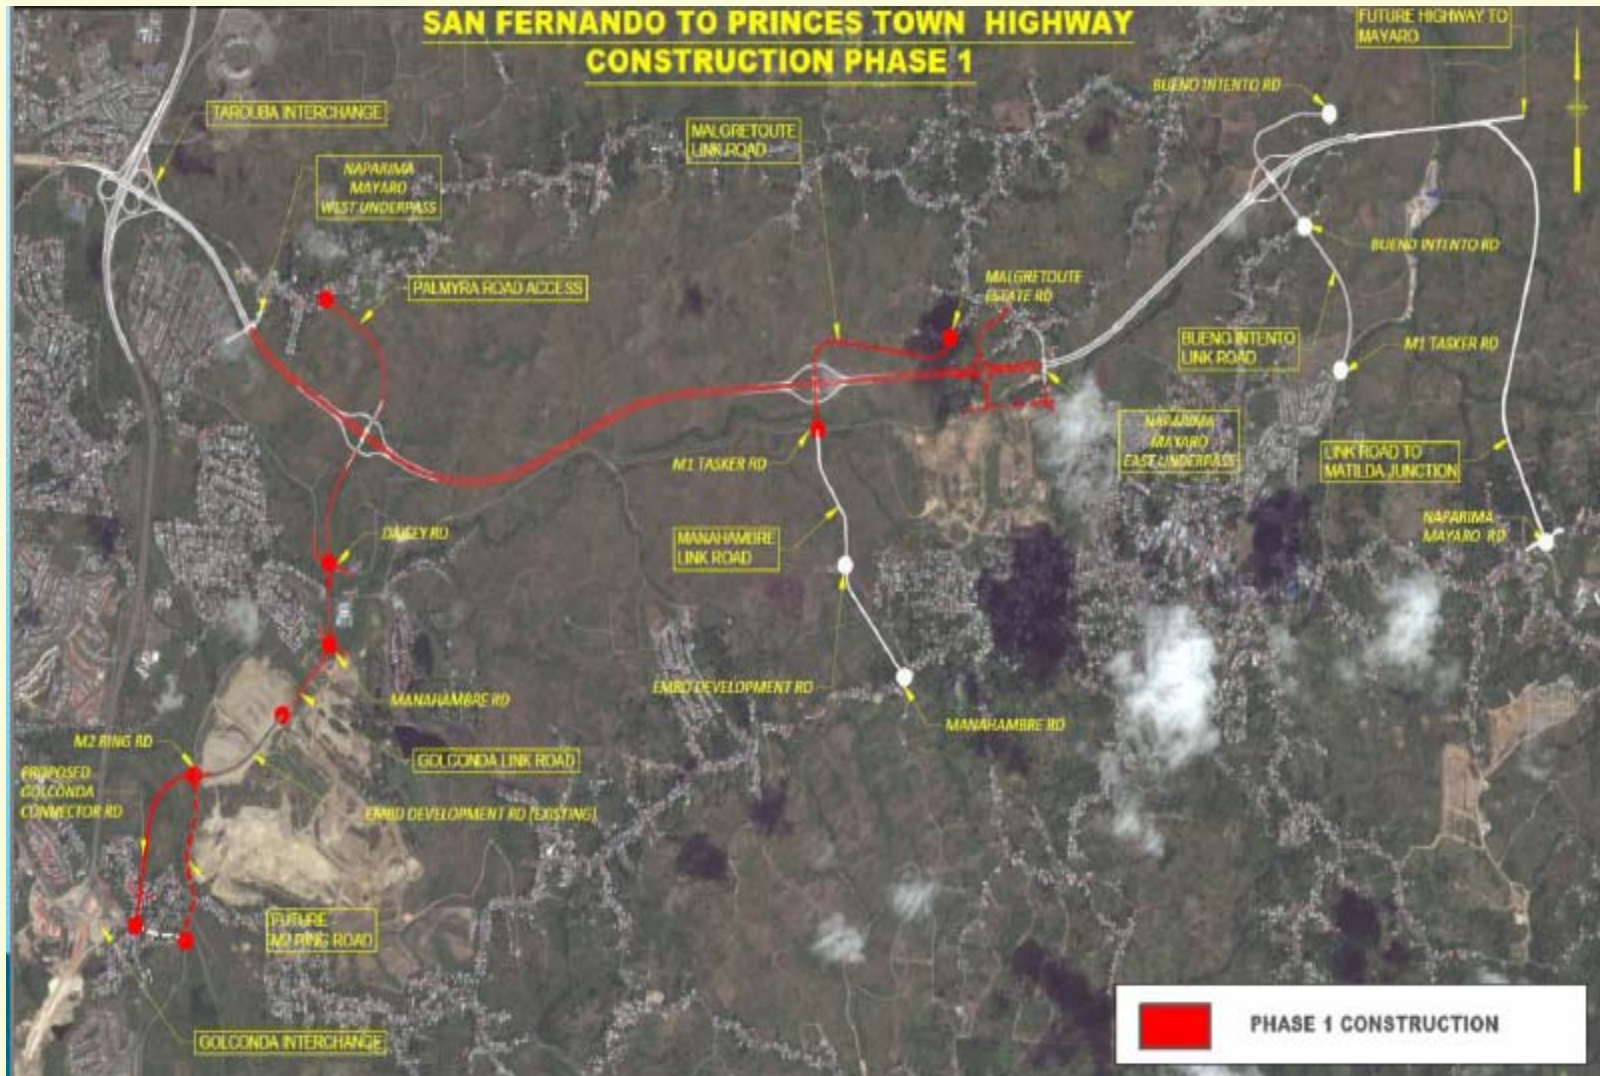 SAN FERNANDO TO PRINCES TOWN HIGHWAY
CONSTRUCTION PHASE 1
FUTURE HIGHWAY TO
MAYARO
BUENO INTENTO RD
TAROUBA INTERCHANGE
MALGRETOUTE
LINK ROAD
NAPARIMA
MAYARO
WEST UNDERPASS
BUENO INTENTO RD
PALMYRA ROAD ACCESS
MALGRETOUTE
ESTATE RD
BUENO INTENTO
LINK ROAD
M1 TASKER RD
NAPARIMA
MAYARO
EAST UNDERPASS
M1 TASKER RD
LINK ROAD TO
MATILDA JUNCTION
DAISEY RD
MANAHAMBRE
LINK ROAD
NAPARIMA
MAYARO RD
EMBD DEVELOPMENT RD
MANAHAMBRE RD
MANAHAMBRE RD
M2 RING RD
GOLCONDA LINK ROAD
PROPOSED
GOLCONDA
CONNECTOR RD
EMBD DEVELOPMENT RD (EXISTING)
FUTURE
M2 RING ROAD
GOLCONDA INTERCHANGE
PHASE 1 CONSTRUCTION